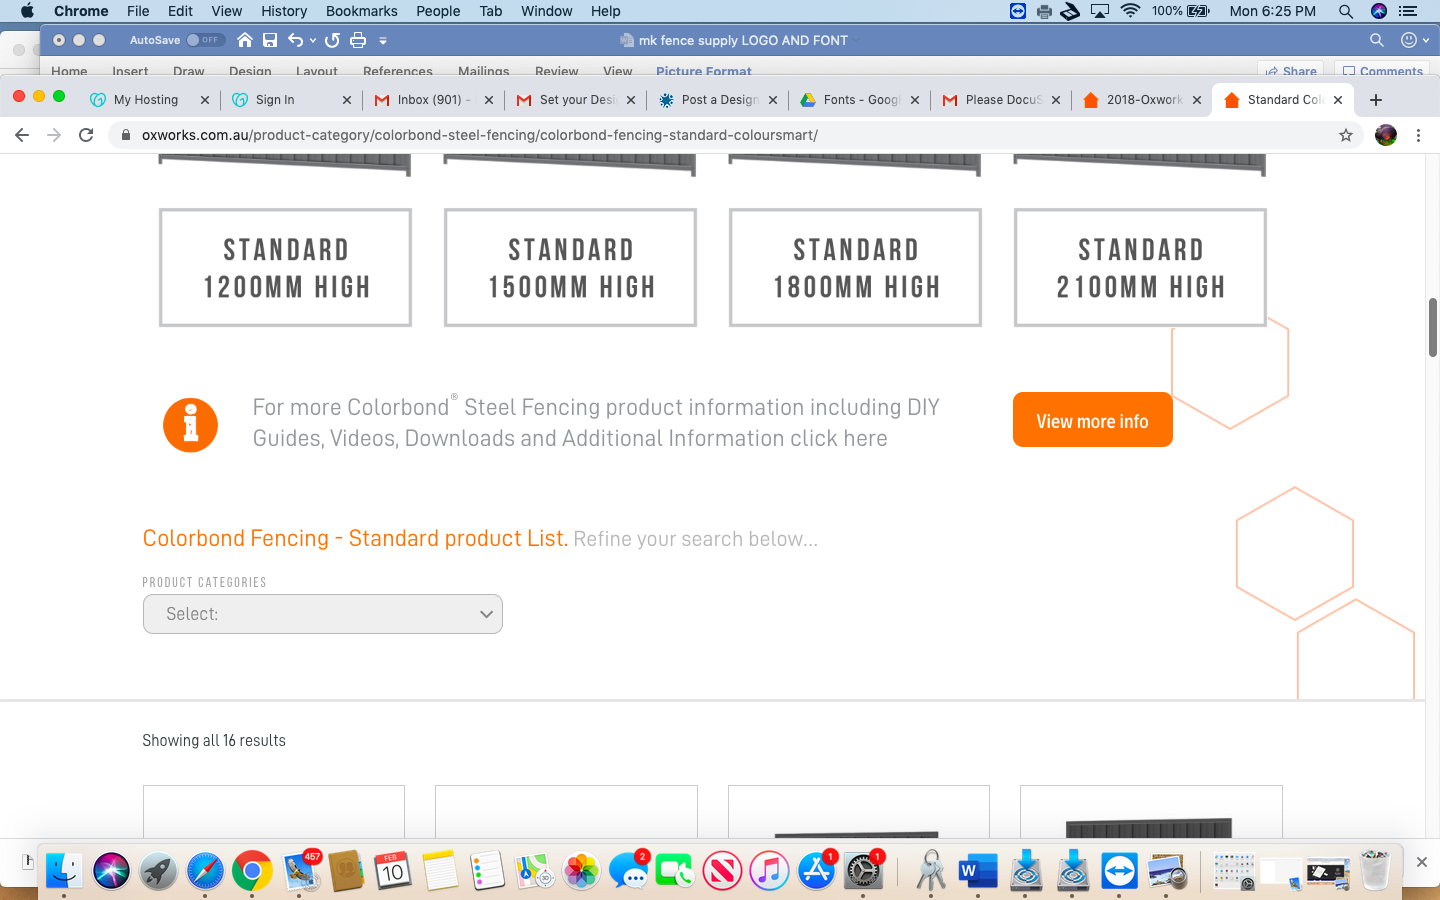 Chrome File Edit View History Bookmarks People Tab Window Help 100% Mon 6:25 PM
AutoSave OFF mk fence supply LOGO AND FONT
Home Insert Draw Design Layout References Mailings Review View Picture Format Share Comments
My Hosting Sign In Inbox (901) - Set your Desi Post a Design Fonts - Googl Please DocuS 2018-Oxwork Standard Col
oxworks.com.au/product-category/colorbond-steel-fencing/colorbond-fencing-standard-coloursmart/
STANDARD
1200MM HIGH
STANDARD
1500MM HIGH
STANDARD
1800MM HIGH
STANDARD
2100MM HIGH
For more Colorbond® Steel Fencing product information including DIY
Guides, Videos, Downloads and Additional Information click here
View more info
Colorbond Fencing - Standard product List. Refine your search below...
PRODUCT CATEGORIES
Select:
Showing all 16 results
457
FEB
10
2
1
1
W